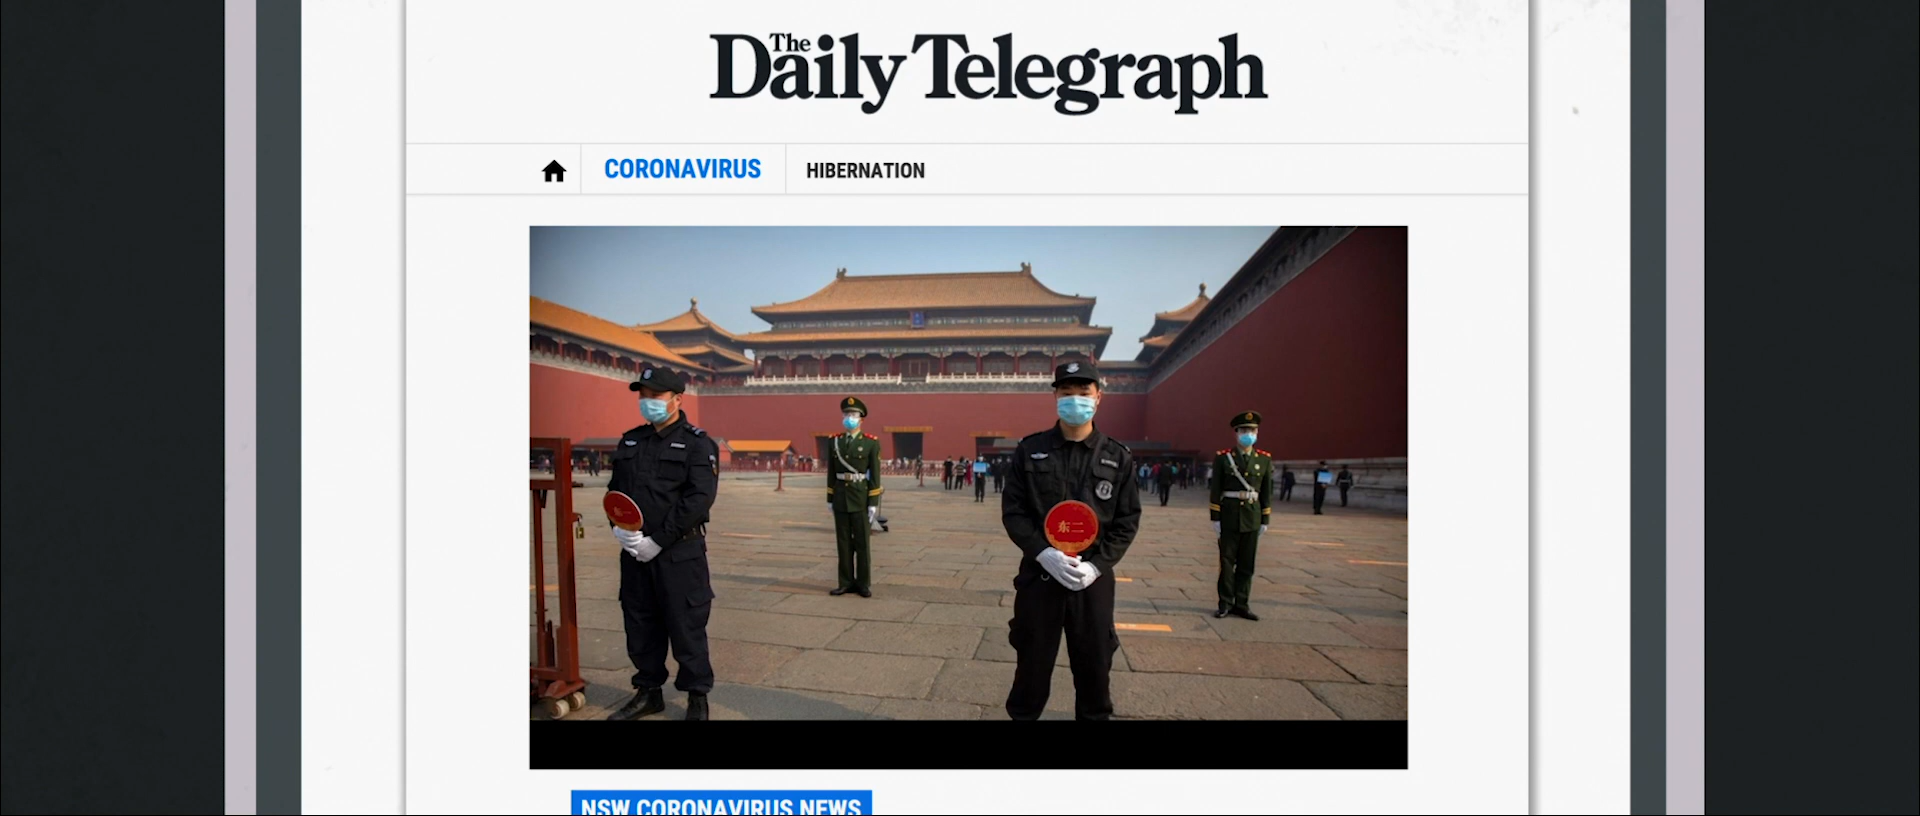 The Daily Telegraph
CORONAVIRUS
HIBERNATION
东二
NSW CORONAVIRUS NEWS